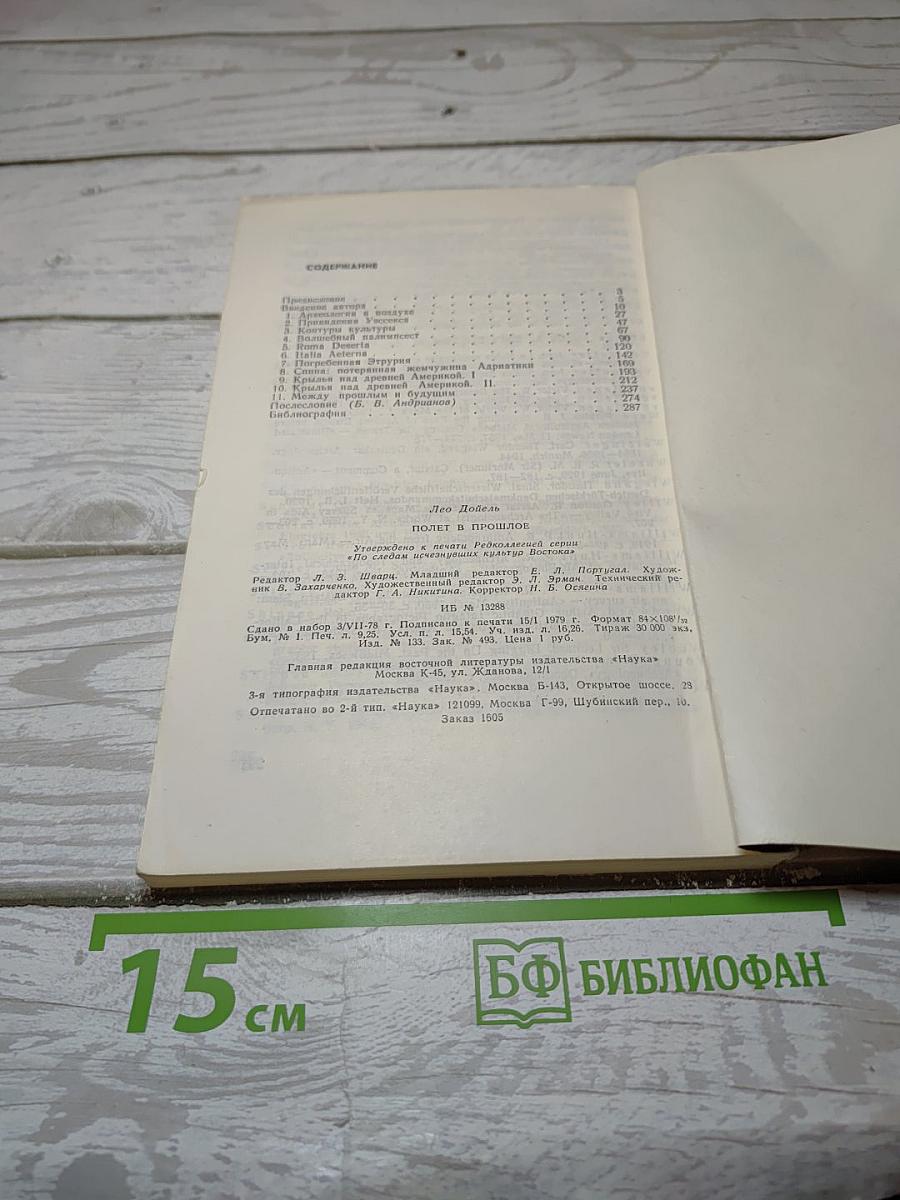 СОДЕРЖАНИЕ
Предисловие 3
Введение автора 5
1. Археология в воздухе 10
2. Привидения Уэссекса 27
3. Контуры культуры 47
4. Волшебный палимпсест 67
5. Roma Deserta 90
6. Italia Aeterna 120
7. Погребенная Этрурия 142
8. Спина: потерянная жемчужина Адриатики 169
9. Крылья над древней Америкой. I 193
10. Крылья над древней Америкой. II 212
11. Между прошлым и будущим 237
Послесловие (Б. В. Андрианов) 274
Библиография 287
Лео Дойель
ПОЛЕТ В ПРОШЛОЕ
Утверждено к печати Редколлегией серии
«По следам исчезнувших культур Востока»
Редактор Л. З. Шварц. Младший редактор Е. Л. Португал. Худож-
ник В. Захарченко, Художественный редактор Э. Л. Эрман. Технический ре-
дактор Г. А. Никитина. Корректор Н. Б. Осягина
ИБ № 13288
Сдано в набор 3/VII-78 г. Подписано к печати 15/I 1979 г. Формат 84×108 1/32
Бум, № 1. Печ. л. 9,25. Усл. п. л. 15,54. Уч. изд. л. 16,26. Тираж 30 000 экз,
Изд. № 133. Зак. № 493. Цена 1 руб.
Главная редакция восточной литературы издательства «Наука»
Москва К-45, ул. Жданова, 12/1
3-я типография издательства «Наука». Москва Б-143, Открытое шоссе. 28
Отпечатано во 2-й тип. «Наука» 121099, Москва Г-99, Шубинский пер., 10.
Заказ 1605
15 см
БФ БИБЛИОФАН